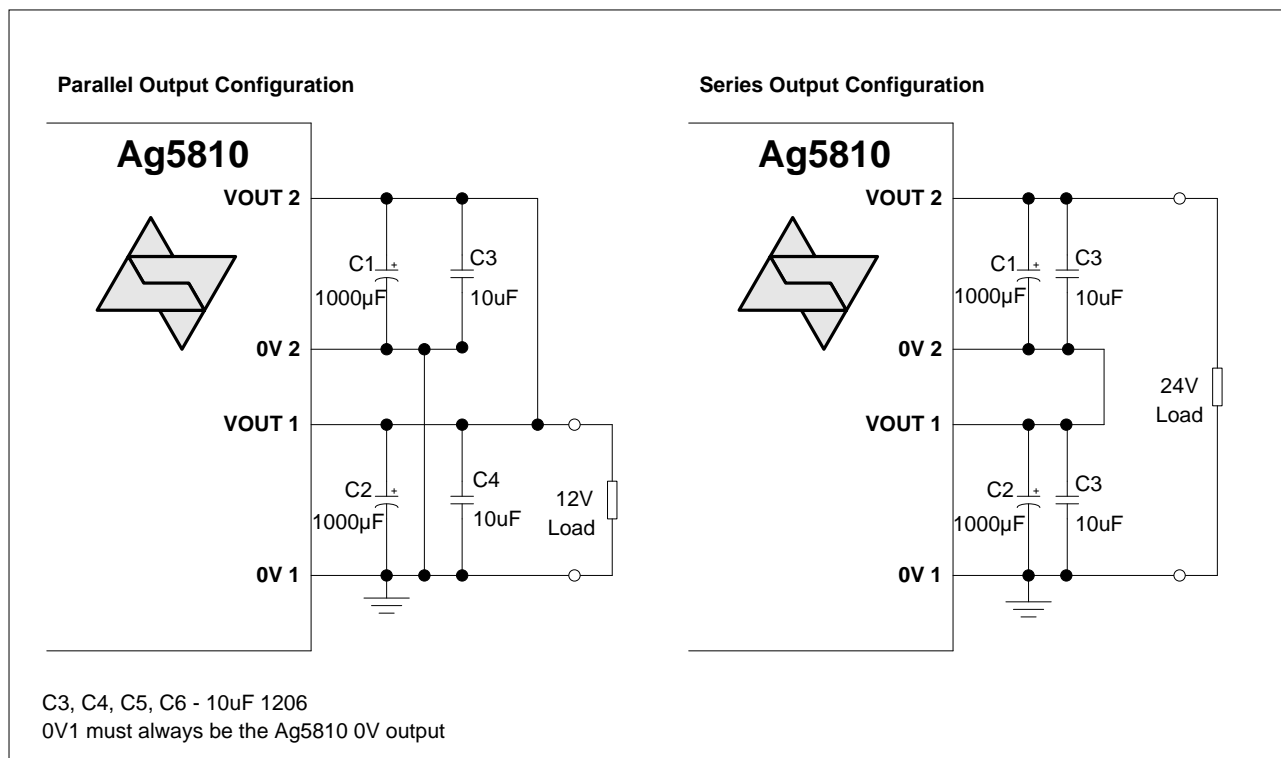 Parallel Output Configuration
Ag5810
VOUT 2
C1
+
1000µF
C3
10uF
0V 2
VOUT 1
C2
+
1000µF
C4
10uF
12V
Load
0V 1
Series Output Configuration
Ag5810
VOUT 2
C1
+
1000µF
C3
10uF
0V 2
24V
Load
VOUT 1
C2
+
1000µF
C3
10uF
0V 1
C3, C4, C5, C6 - 10uF 1206
0V1 must always be the Ag5810 0V output